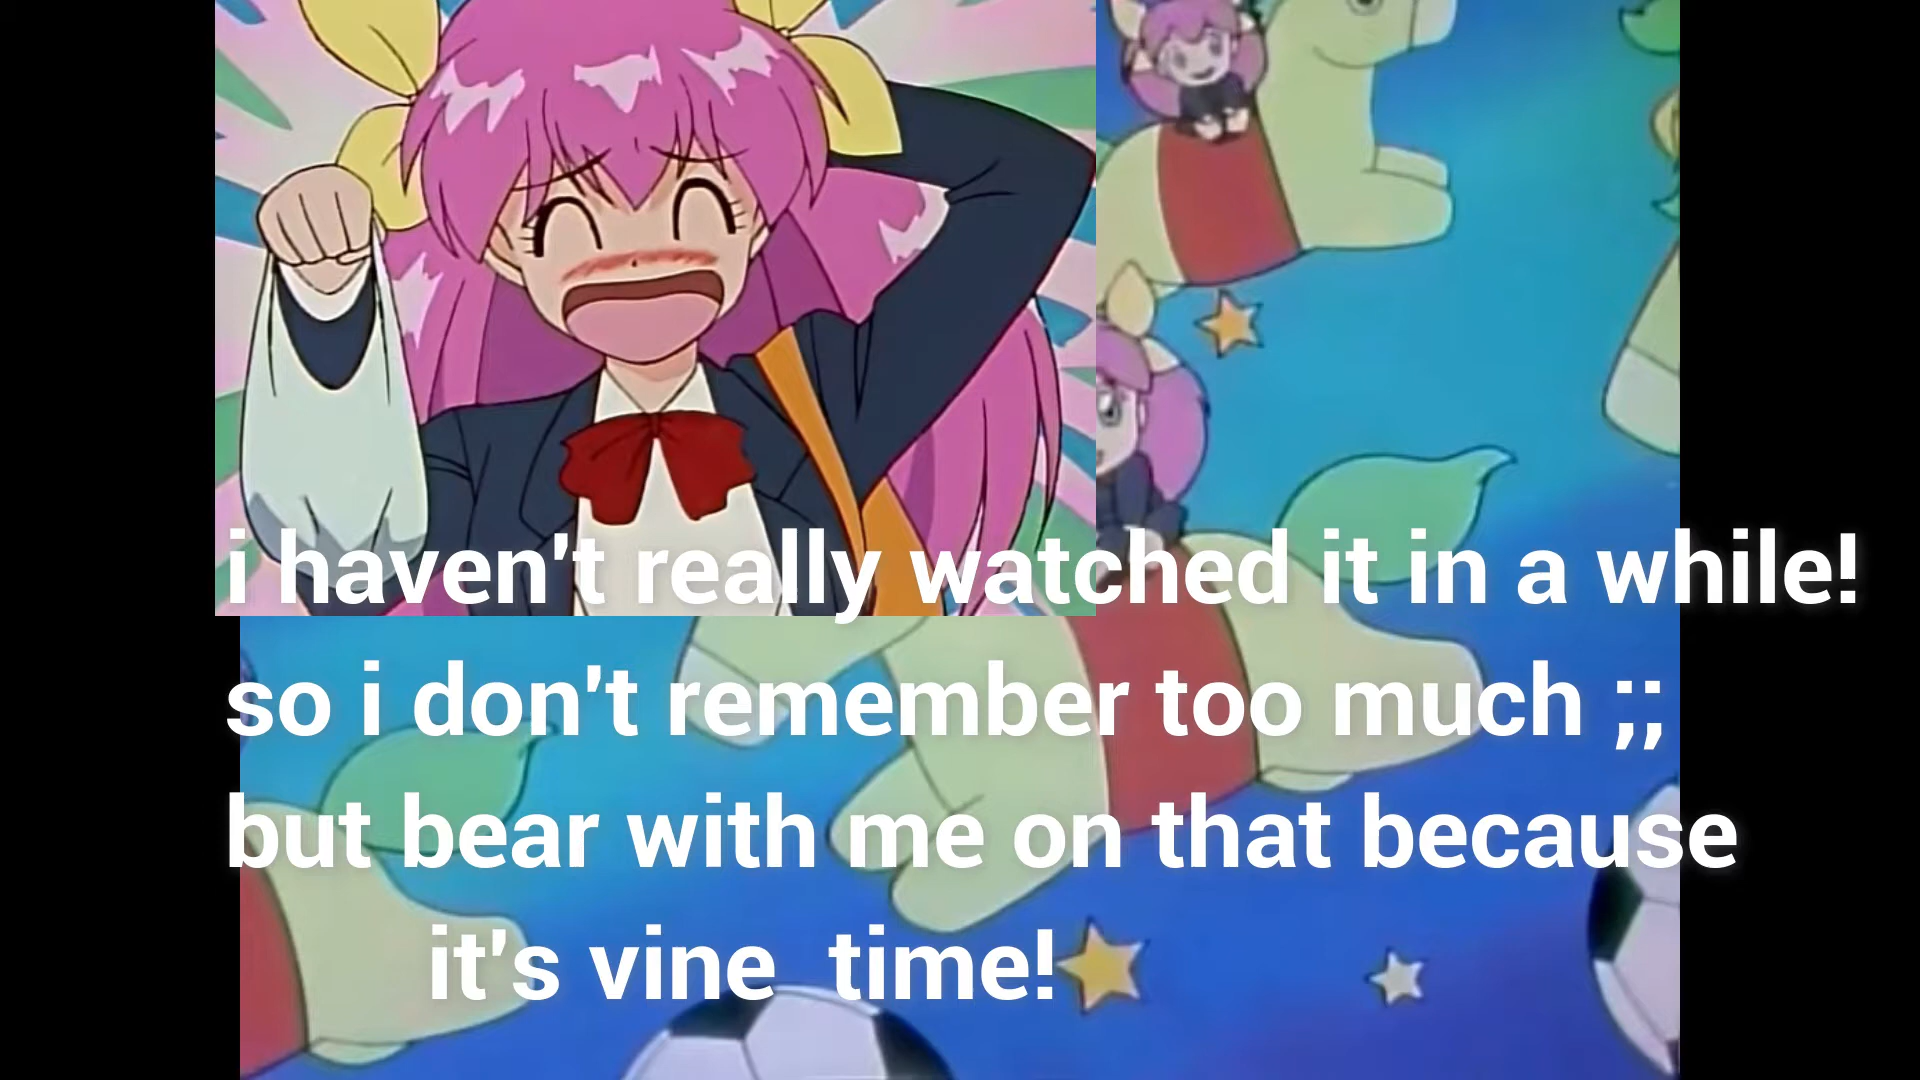 i haven't really watched it in a while!
so i don't remember too much ;;
but bear with me on that because
it's vine  time!